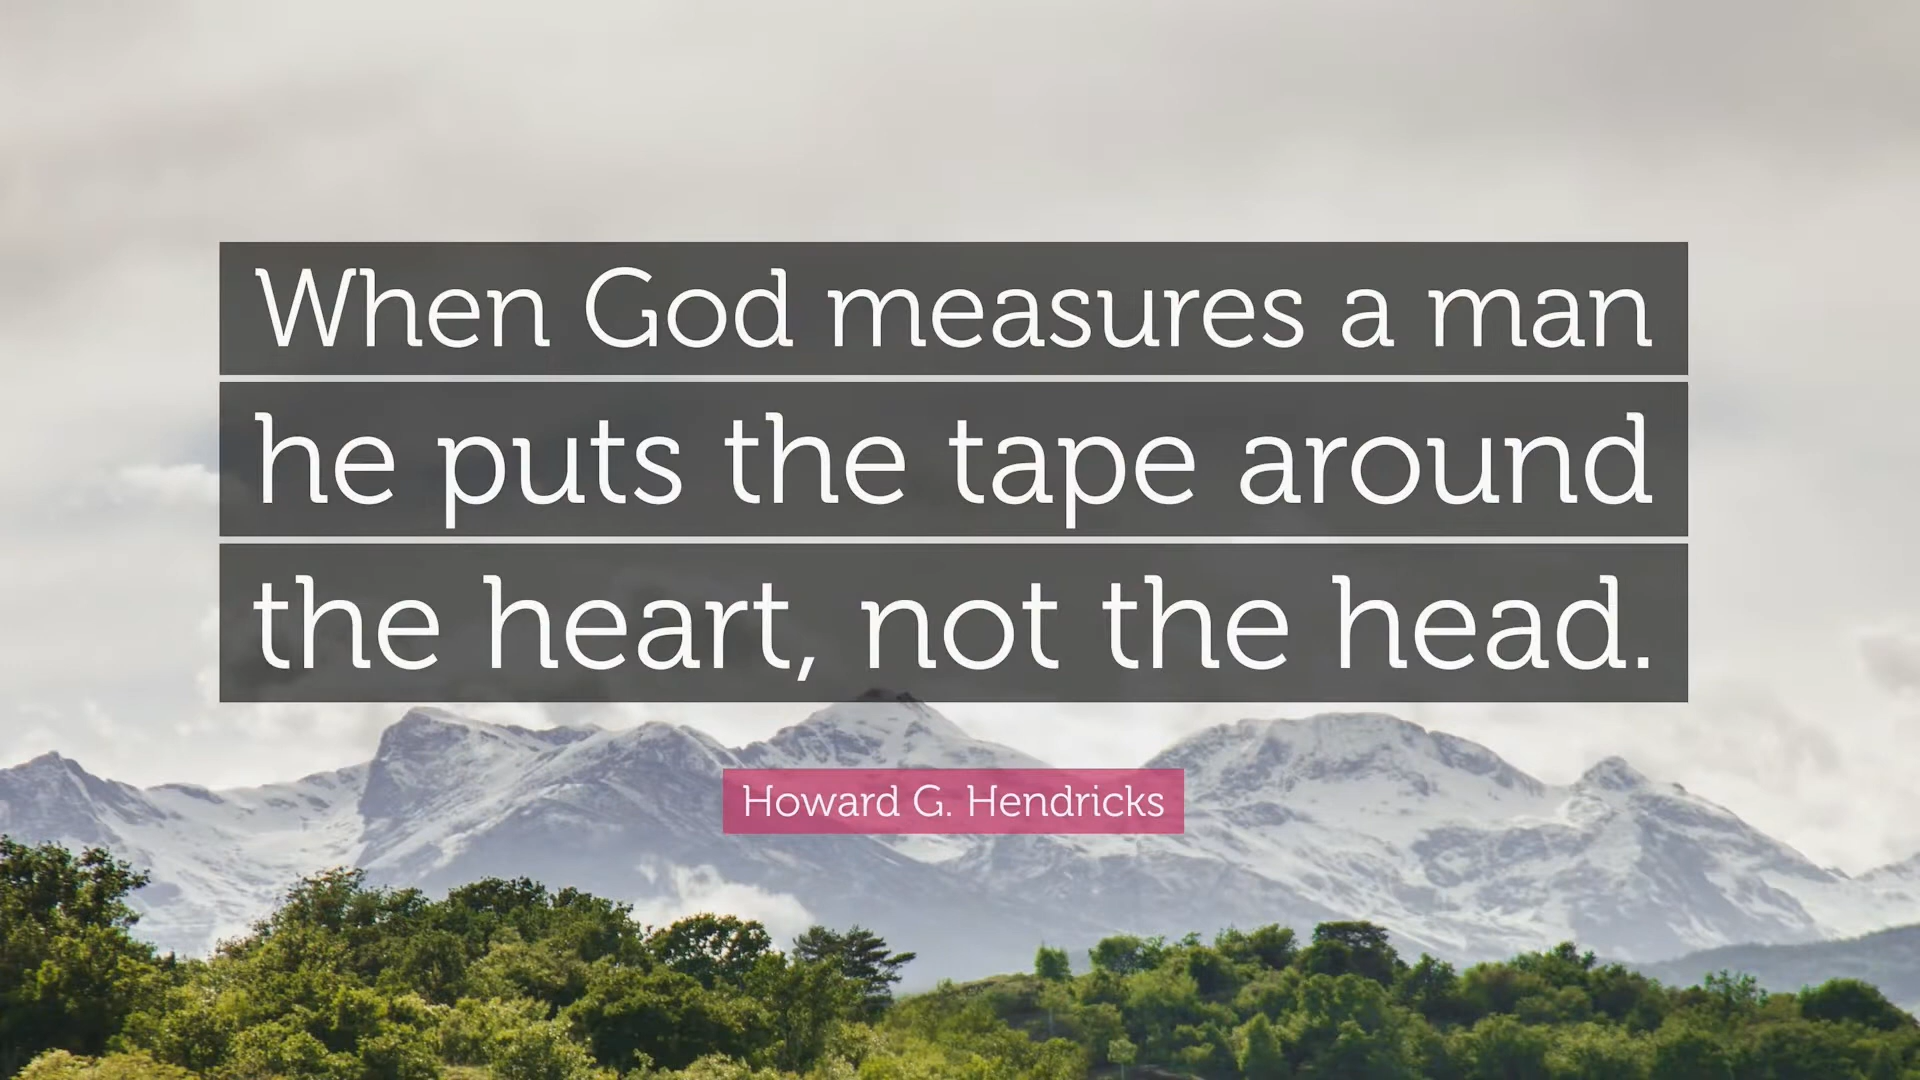 When God measures a man
he puts the tape around
the heart, not the head.
Howard G. Hendricks